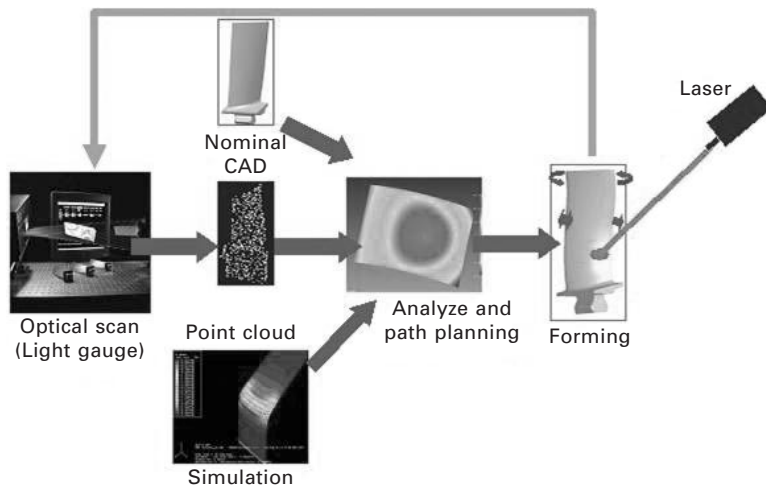 Laser
Nominal
CAD
Optical scan
(Light gauge)
Point cloud
Analyze and
path planning
Forming
Simulation